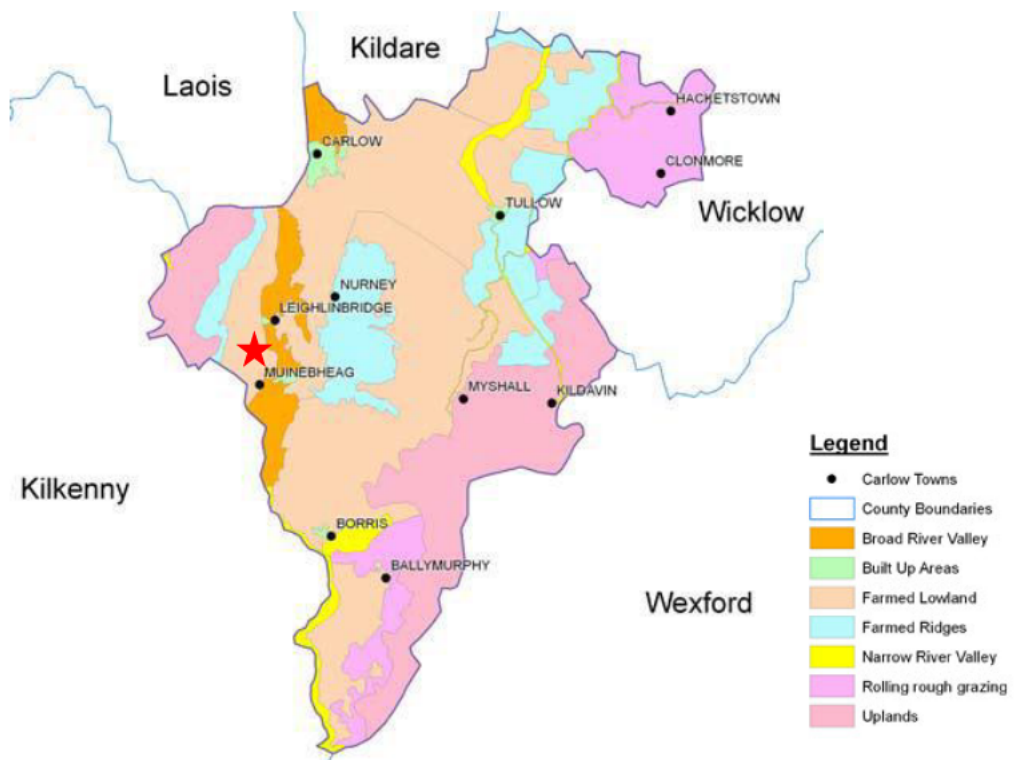 Kildare
Laois
HACKETSTOWN
CARLOW
CLONMORE
TULLOW
Wicklow
NURNEY
LEIGHLINBRIDGE
MUINEBHEAG
MYSHALL
KILDAVIN
Kilkenny
BORRIS
BALLYMURPHY
Wexford
Legend
Carlow Towns
County Boundaries
Broad River Valley
Built Up Areas
Farmed Lowland
Farmed Ridges
Narrow River Valley
Rolling rough grazing
Uplands